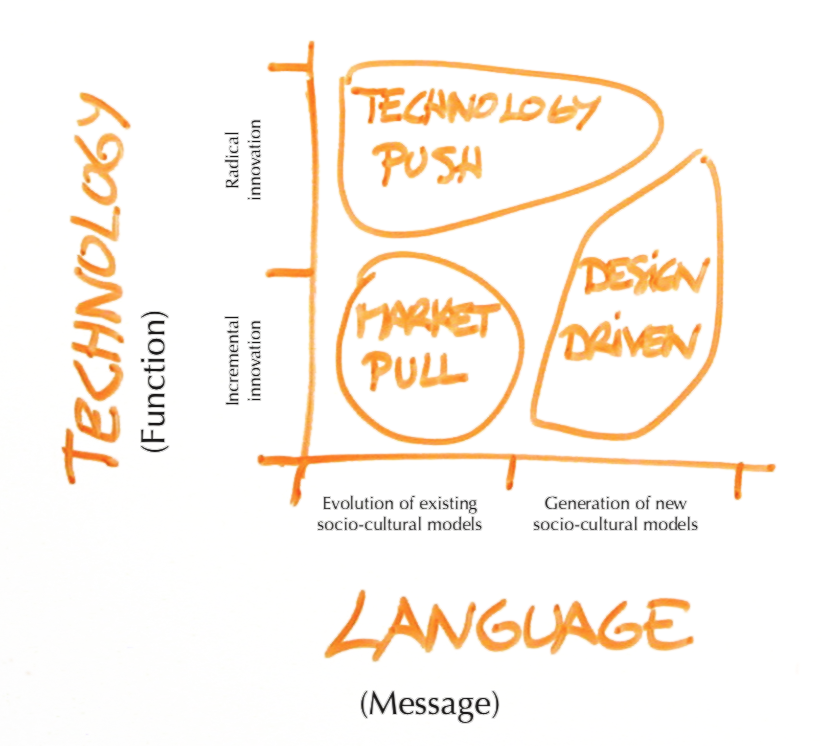 TECHNOLOGY
(Function)
Radical
innovation
Incremental
innovation
TECHNOLOGY
PUSH
MARKET
PULL
DESiGN
DRiVEN
Evolution of existing
socio-cultural models
Generation of new
socio-cultural models
LANGUAGE
(Message)